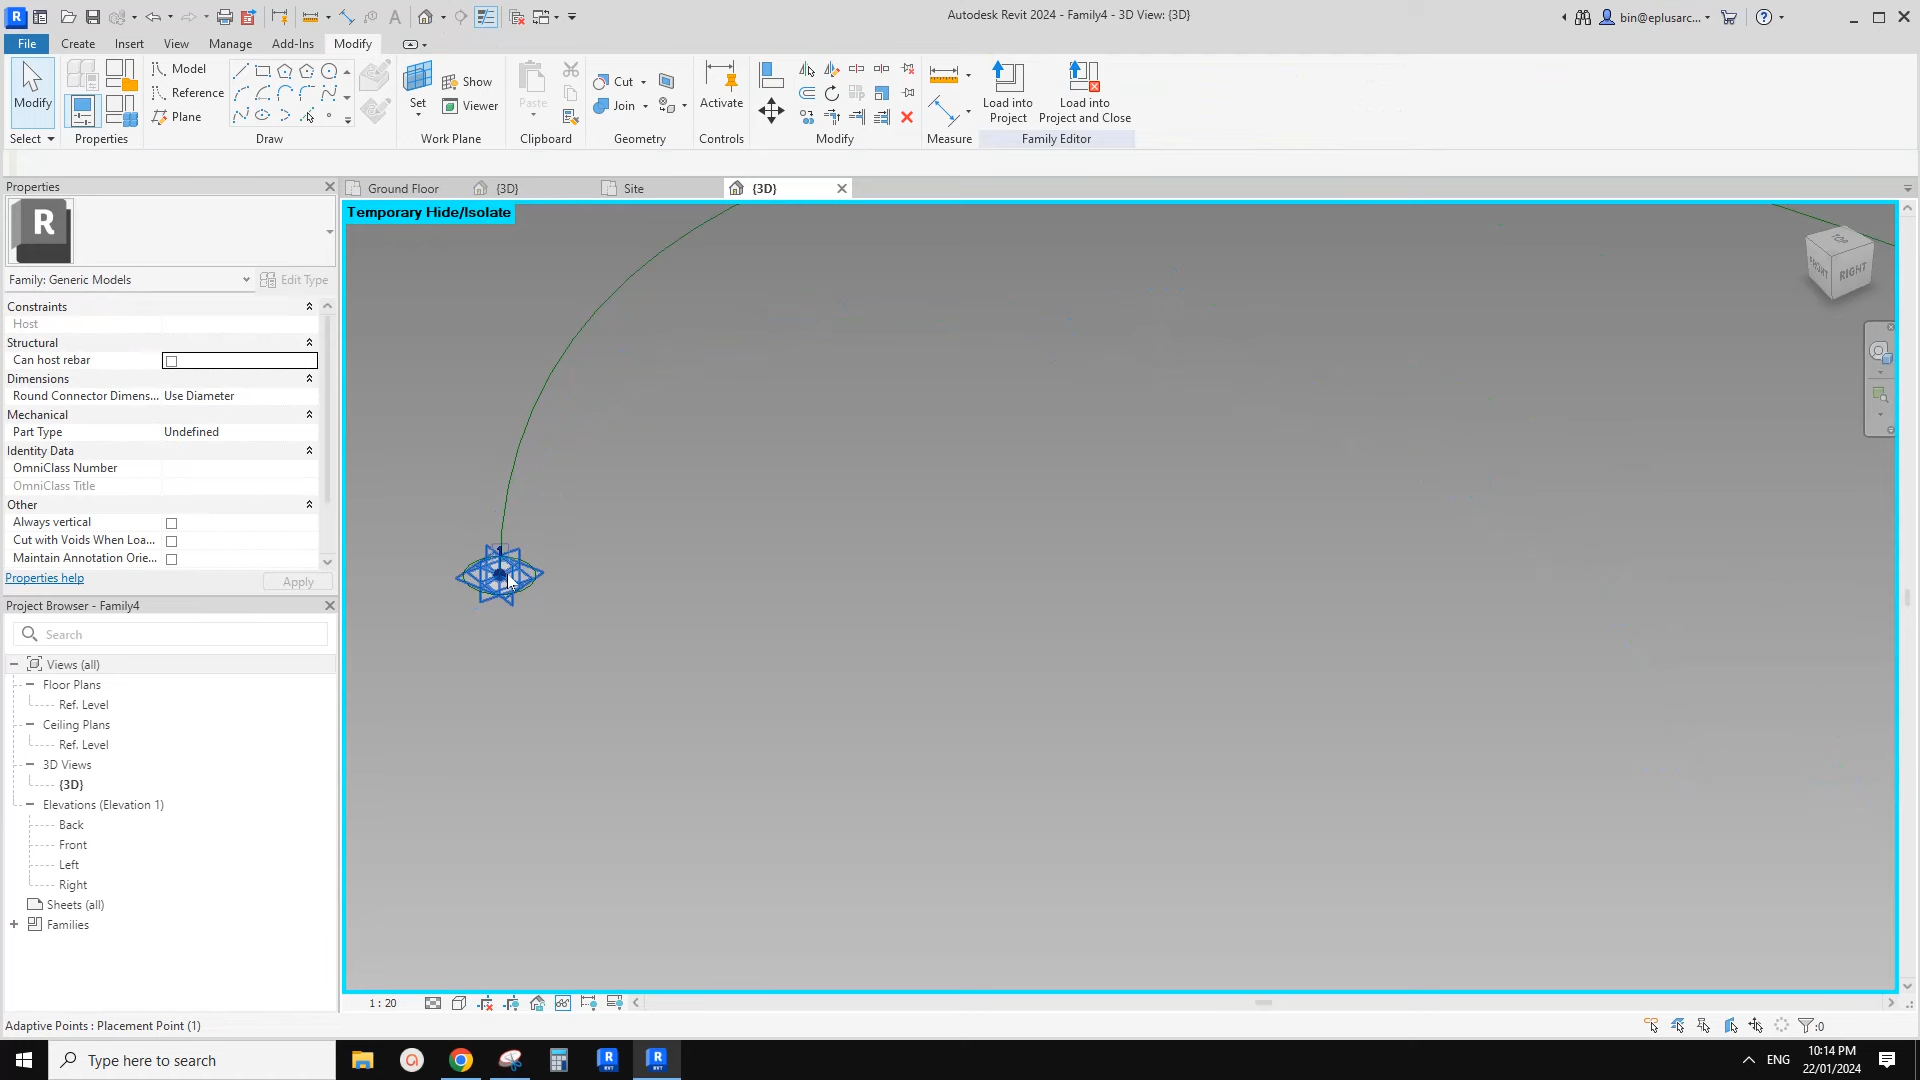 Autodesk Revit 2024 - Family4 - 3D View: {3D}
bin@eplusarc...
File
Create
Insert
View
Manage
Add-Ins
Modify
Modify
Select
Properties
Model
Reference
Plane
Draw
Set
Show
Viewer
Work Plane
Paste
Clipboard
Cut
Join
Geometry
Activate
Controls
Modify
Measure
Load into
Project
Load into
Project and Close
Family Editor
Properties
Ground Floor
{3D}
Site
{3D}
Temporary Hide/Isolate
R
Family: Generic Models
Edit Type
Constraints
Host
Structural
Can host rebar
Dimensions
Round Connector Dimens... Use Diameter
Mechanical
Part Type Undefined
Identity Data
OmniClass Number
OmniClass Title
Other
Always vertical
Cut with Voids When Loa...
Maintain Annotation Orie...
Properties help
Apply
Project Browser - Family4
Search
Views (all)
Floor Plans
Ref. Level
Ceiling Plans
Ref. Level
3D Views
{3D}
Elevations (Elevation 1)
Back
Front
Left
Right
Sheets (all)
Families
TOP
FRONT
RIGHT
1 : 20
Adaptive Points : Placement Point (1)
:0
Type here to search
ENG
10:14 PM
22/01/2024